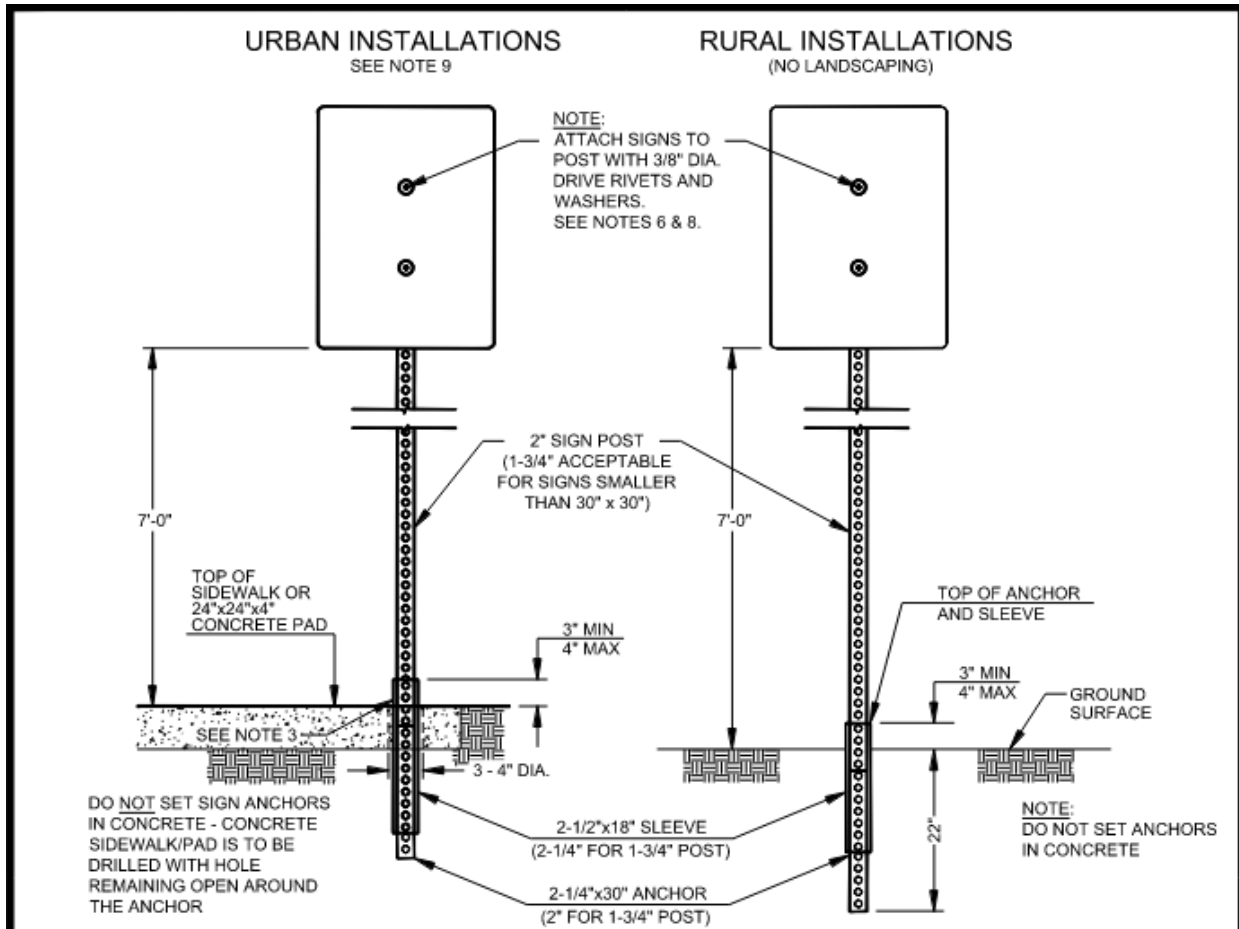 URBAN INSTALLATIONS
SEE NOTE 9
RURAL INSTALLATIONS
(NO LANDSCAPING)
NOTE:
ATTACH SIGNS TO
POST WITH 3/8" DIA.
DRIVE RIVETS AND
WASHERS.
SEE NOTES 6 & 8.
2" SIGN POST
(1-3/4" ACCEPTABLE
FOR SIGNS SMALLER
THAN 30" x 30")
7'-0"
7'-0"
TOP OF
SIDEWALK OR
24"x24"x4"
CONCRETE PAD
3" MIN
4" MAX
TOP OF ANCHOR
AND SLEEVE
3" MIN
4" MAX
GROUND
SURFACE
SEE NOTE 3
3 - 4" DIA.
DO NOT SET SIGN ANCHORS
IN CONCRETE - CONCRETE
SIDEWALK/PAD IS TO BE
DRILLED WITH HOLE
REMAINING OPEN AROUND
THE ANCHOR
2-1/2"x18" SLEEVE
(2-1/4" FOR 1-3/4" POST)
2-1/4"x30" ANCHOR
(2" FOR 1-3/4" POST)
22"
NOTE:
DO NOT SET ANCHORS
IN CONCRETE